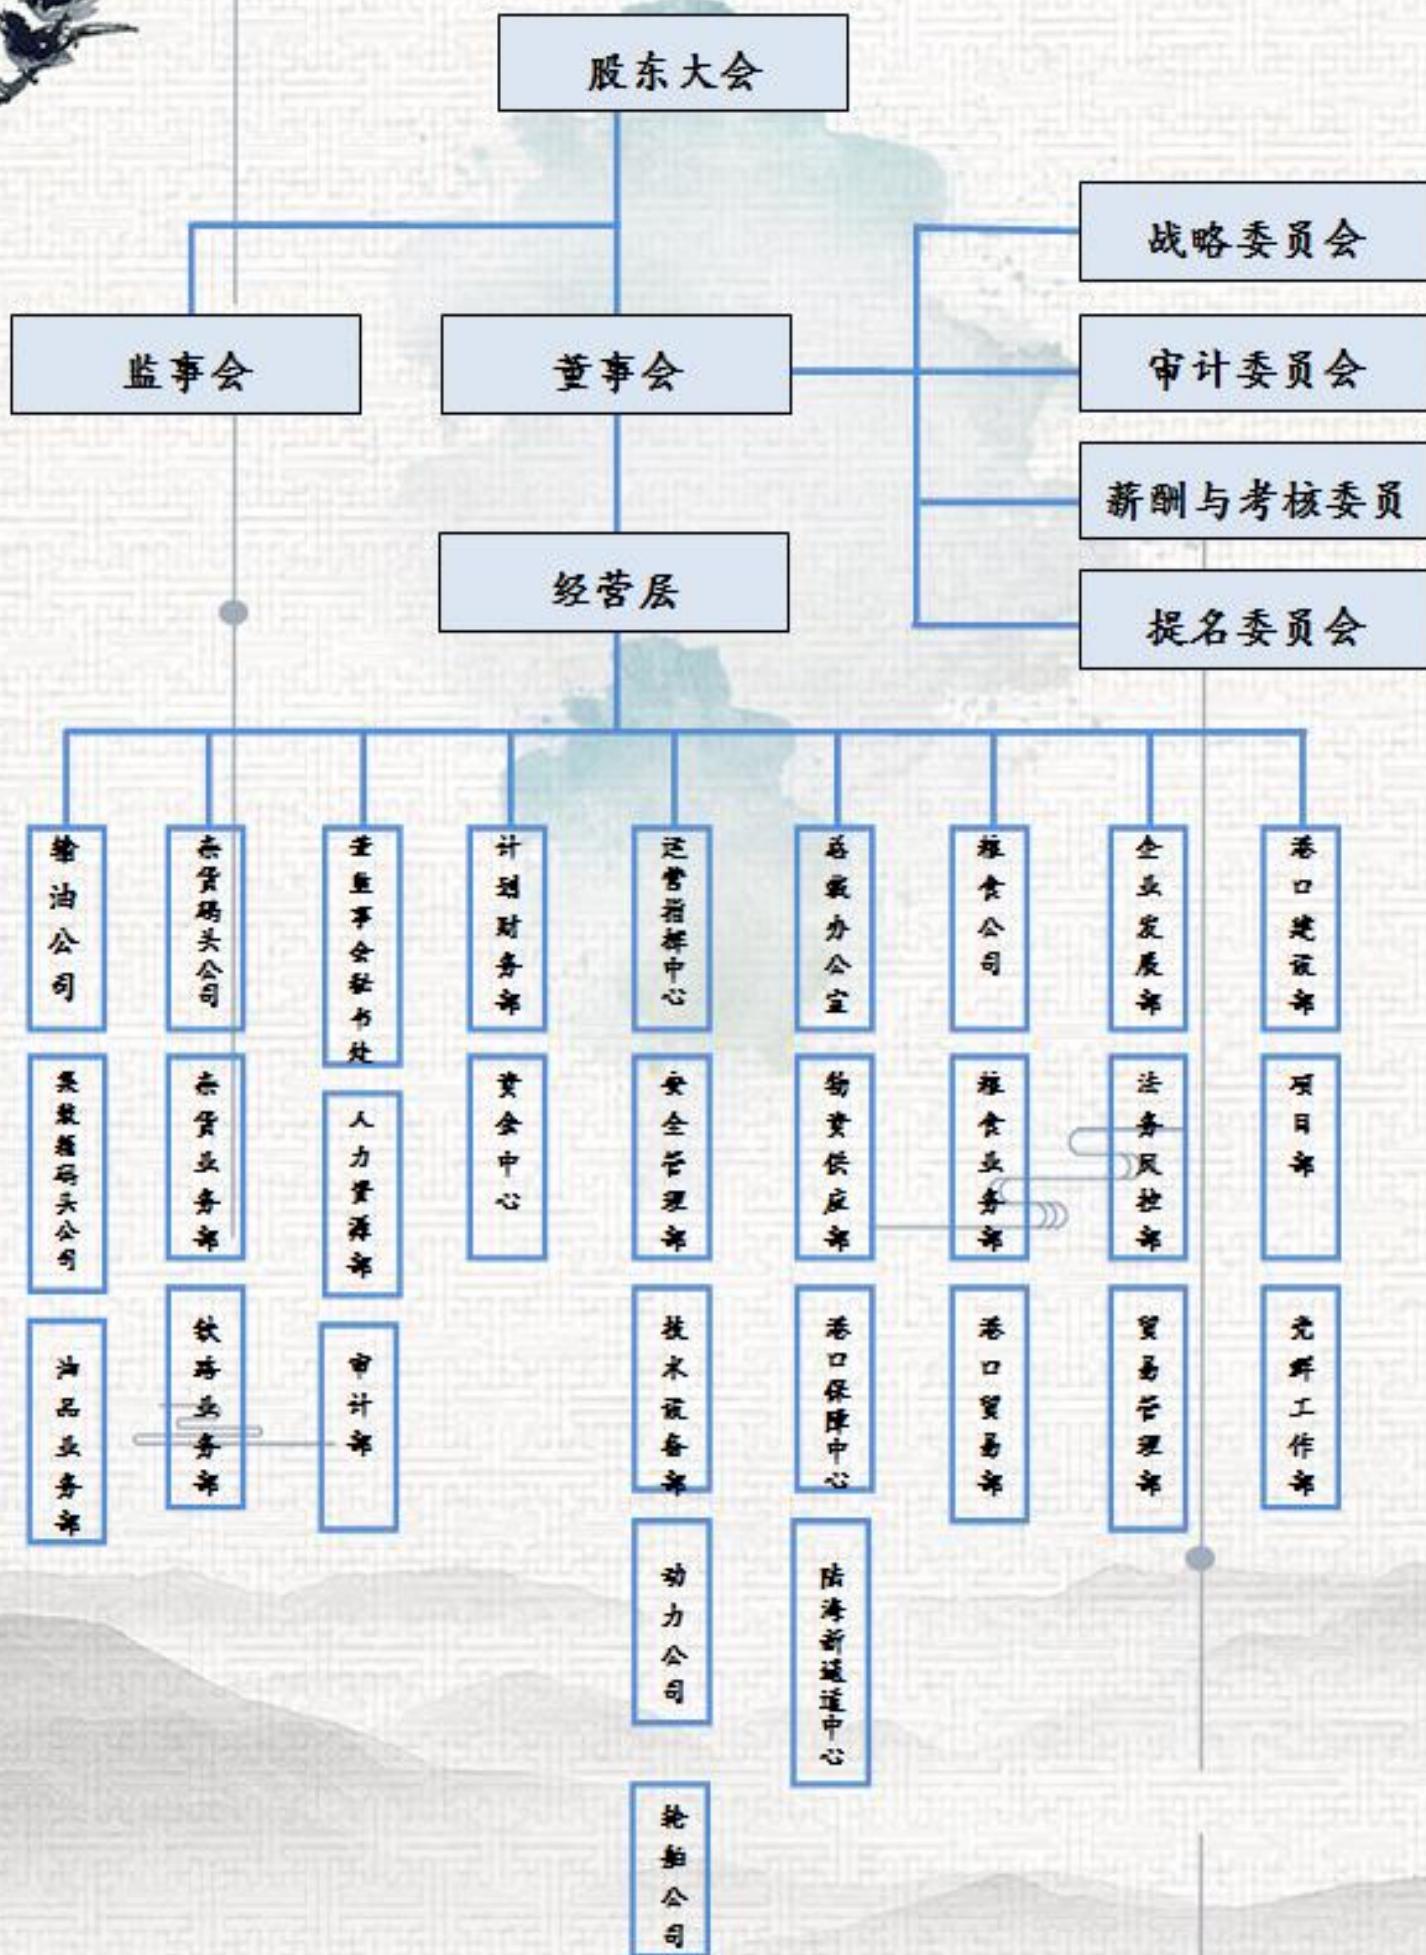 股东大会
战略委员会
监事会
董事会
审计委员会
薪酬与考核委员
经营层
提名委员会
输油公司
杂货码头公司
董监事会秘书处
计划财务部
运营指挥中心
总裁办公室
粮食公司
企业发展部
港口建设部
集装箱码头公司
杂货业务部
人力资源部
资金中心
安全管理部
物资供应部
粮食业务部
法务风控部
项目部
油品业务部
铁路业务部
审计部
技术设备部
港口保障中心
港口贸易部
贸易管理部
党群工作部
动力公司
陆海新通道中心
轮舶公司